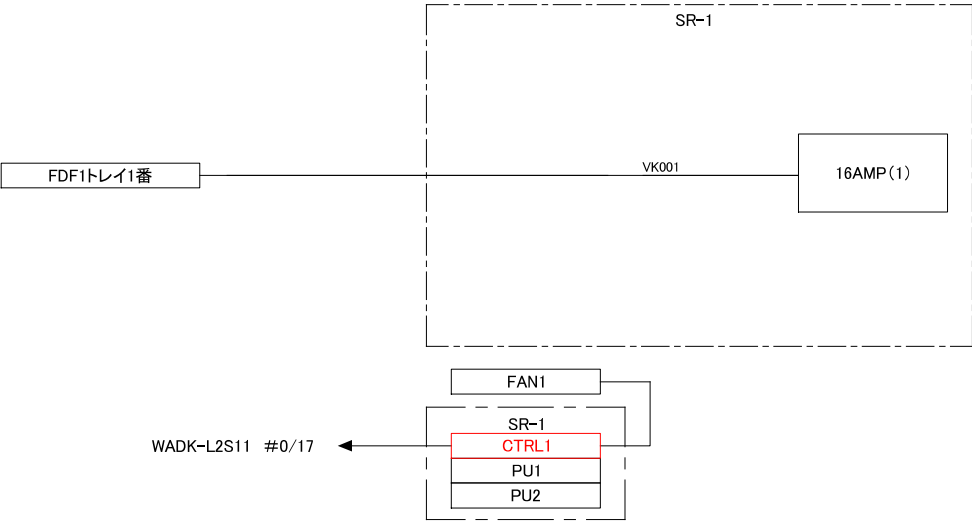 SR-1
VK001
FDF1トレイ1番
16AMP(1)
FAN1
SR-1
WADK-L2S11 #0/17
CTRL1
PU1
PU2